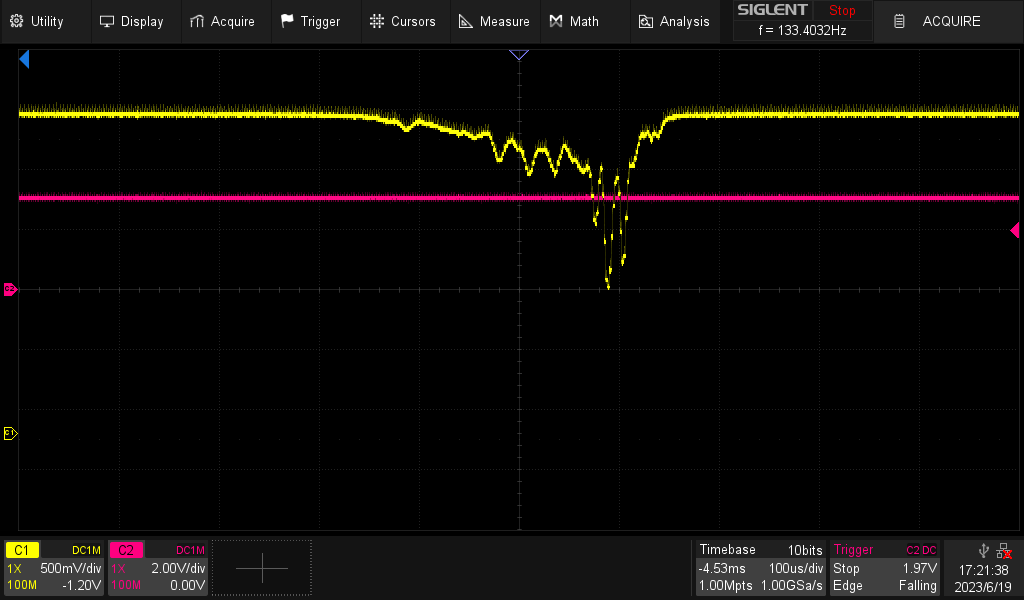 Utility Display Acquire Trigger Cursors Measure Math Analysis SIGLENT Stop ACQUIRE
f = 133.4032Hz
C2
C1
C1 DC1M C2 DC1M Timebase 10bits Trigger C2 DC
1X 500mV/div 1X 2.00V/div -4.53ms 100us/div Stop 1.97V 17:21:38
100M -1.20V 100M 0.00V 1.00Mpts 1.00GSa/s Edge Falling 2023/6/19